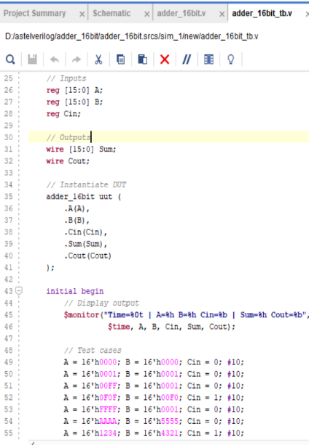 Project Summary × Schematic × adder_16bit.v × adder_16bit_tb.v ×
D:/astelverilog/adder_16bit/adder_16bit.srcs/sim_1/new/adder_16bit_tb.v
25 // Inputs
26 reg [15:0] A;
27 reg [15:0] B;
28 reg Cin;
29
30 // Outputs
31 wire [15:0] Sum;
32 wire Cout;
33
34 // Instantiate DUT
35 adder_16bit uut (
36 .A(A),
37 .B(B),
38 .Cin(Cin),
39 .Sum(Sum),
40 .Cout(Cout)
41 );
42
43 initial begin
44 // Display output
45 $monitor("Time=%0t | A=%h B=%h Cin=%b | Sum=%h Cout=%b",
46 $time, A, B, Cin, Sum, Cout);
47
48 // Test cases
49 A = 16'h0000; B = 16'h0000; Cin = 0; #10;
50 A = 16'h0001; B = 16'h0001; Cin = 0; #10;
51 A = 16'h00FF; B = 16'h0001; Cin = 0; #10;
52 A = 16'h0F0F; B = 16'h00F0; Cin = 1; #10;
53 A = 16'hFFFF; B = 16'h0001; Cin = 0; #10;
54 A = 16'hAAAA; B = 16'h5555; Cin = 0; #10;
55 A = 16'h1234; B = 16'h4321; Cin = 1; #10;